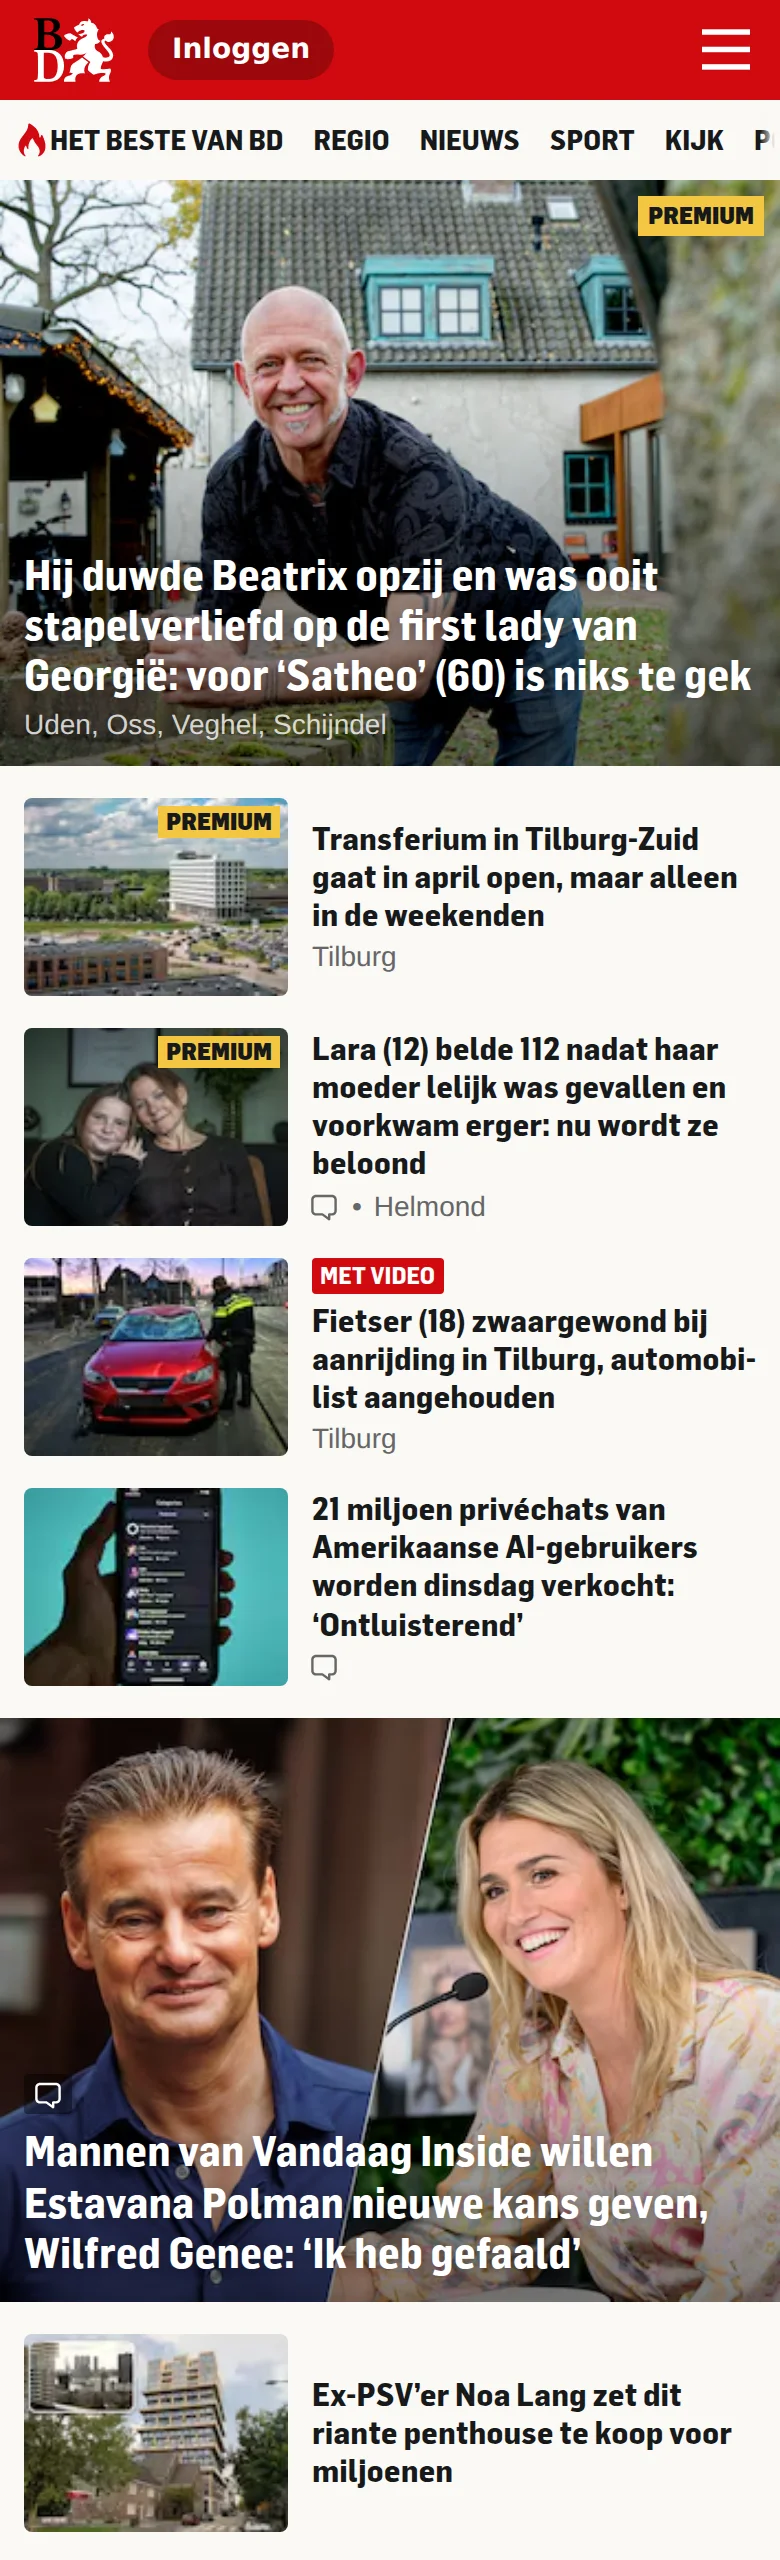 BD
Inloggen
HET BESTE VAN BD REGIO NIEUWS SPORT KIJK
PREMIUM
Hij duwde Beatrix opzij en was ooit
stapelverliefd op de first lady van
Georgië: voor ‘Satheo’ (60) is niks te gek
Uden, Oss, Veghel, Schijndel
PREMIUM
Transferium in Tilburg-Zuid
gaat in april open, maar alleen
in de weekenden
Tilburg
PREMIUM
Lara (12) belde 112 nadat haar
moeder lelijk was gevallen en
voorkwam erger: nu wordt ze
beloond
• Helmond
MET VIDEO
Fietser (18) zwaargewond bij
aanrijding in Tilburg, automobi-
list aangehouden
Tilburg
21 miljoen privéchats van
Amerikaanse AI-gebruikers
worden dinsdag verkocht:
‘Ontluisterend’
Mannen van Vandaag Inside willen
Estavana Polman nieuwe kans geven,
Wilfred Genee: ‘Ik heb gefaald’
Ex-PSV’er Noa Lang zet dit
riante penthouse te koop voor
miljoenen